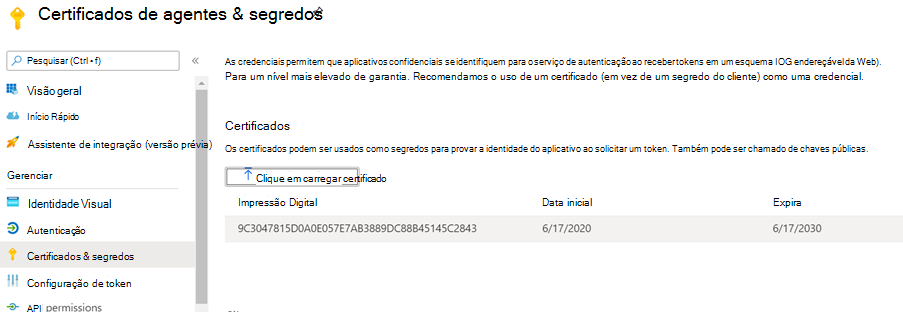 Certificados de agentes & segredos
Pesquisar (Ctrl+f)
«
Visão geral
Início Rápido
Assistente de integração (versão prévia)
Gerenciar
Identidade Visual
Autenticação
Certificados & segredos
Configuração de token
API permissions
As credenciais permitem que aplicativos confidenciais se identifiquem para o serviço de autenticação ao receber tokens em um esquema IOG endereçável da Web).
Para um nível mais elevado de garantia. Recomendamos o uso de um certificado (em vez de um segredo do cliente) como uma credencial.
Certificados
Os certificados podem ser usados como segredos para provar a identidade do aplicativo ao solicitar um token. Também pode ser chamado de chaves públicas.
Clique em carregar certificado
Impressão Digital Data inicial Expira
9C3047815D0A0E057E7AB3889DC88B45145C2843 6/17/2020 6/17/2030